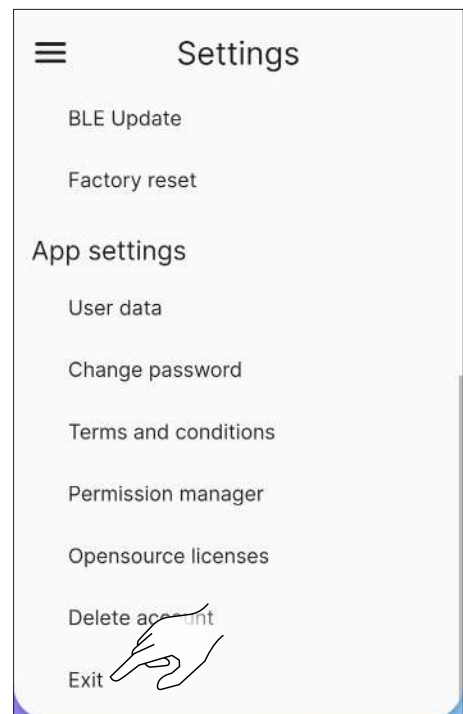 Settings
BLE Update
Factory reset
App settings
User data
Change password
Terms and conditions
Permission manager
Opensource licenses
Delete account
Exit